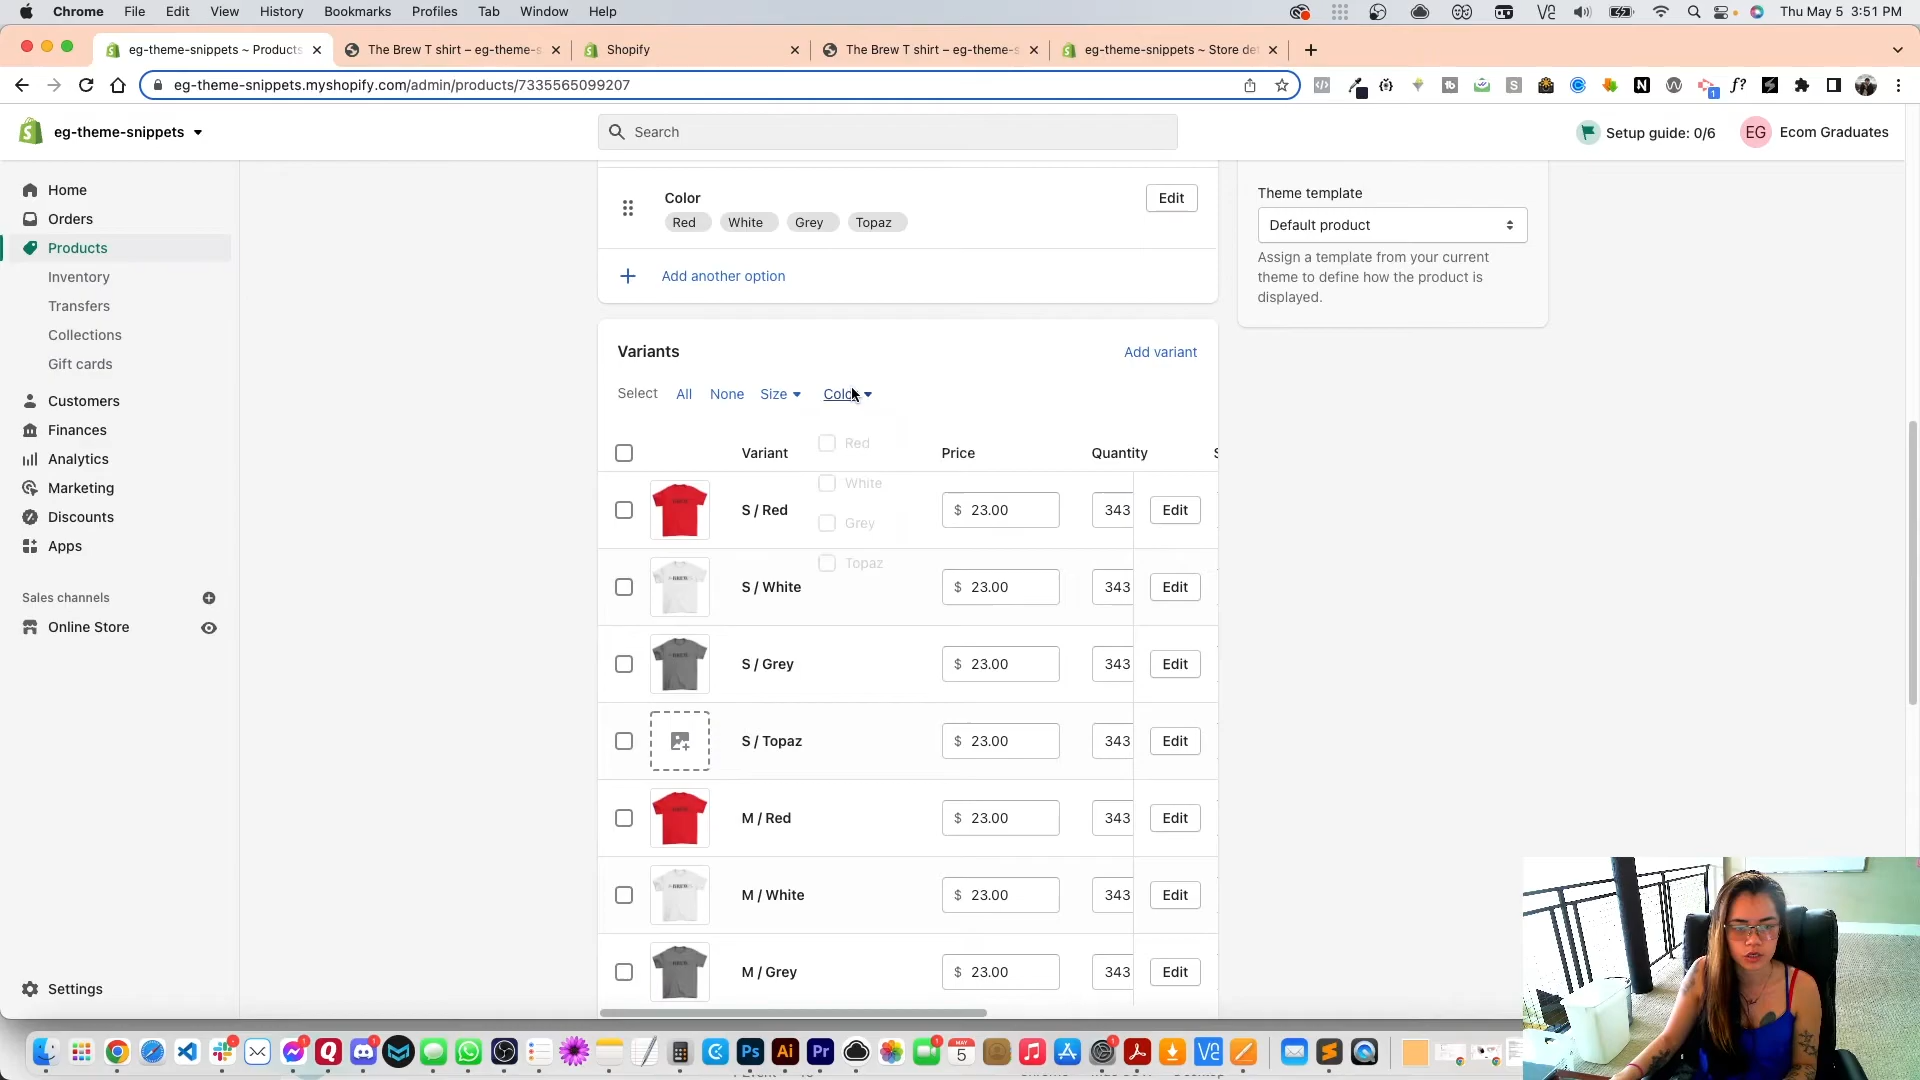 Chrome File Edit View History Bookmarks Profiles Tab Window Help
Thu May 5 3:51 PM
eg-theme-snippets ~ Products
The Brew T shirt – eg-theme-s
Shopify
The Brew T shirt – eg-theme-s
eg-theme-snippets ~ Store det
eg-theme-snippets.myshopify.com/admin/products/7335565099207
eg-theme-snippets
Search
Setup guide: 0/6
EG Ecom Graduates
Home
Orders
Products
Inventory
Transfers
Collections
Gift cards
Customers
Finances
Analytics
Marketing
Discounts
Apps
Sales channels
Online Store
Settings
Color
Edit
Red White Grey Topaz
Add another option
Theme template
Default product
Assign a template from your current
theme to define how the product is
displayed.
Variants
Add variant
Select All None Size
Red
White
Grey
Topaz
Variant Price Quantity
S / Red $ 23.00 343 Edit
S / White $ 23.00 343 Edit
S / Grey $ 23.00 343 Edit
S / Topaz $ 23.00 343 Edit
M / Red $ 23.00 343 Edit
M / White $ 23.00 343 Edit
M / Grey $ 23.00 343 Edit